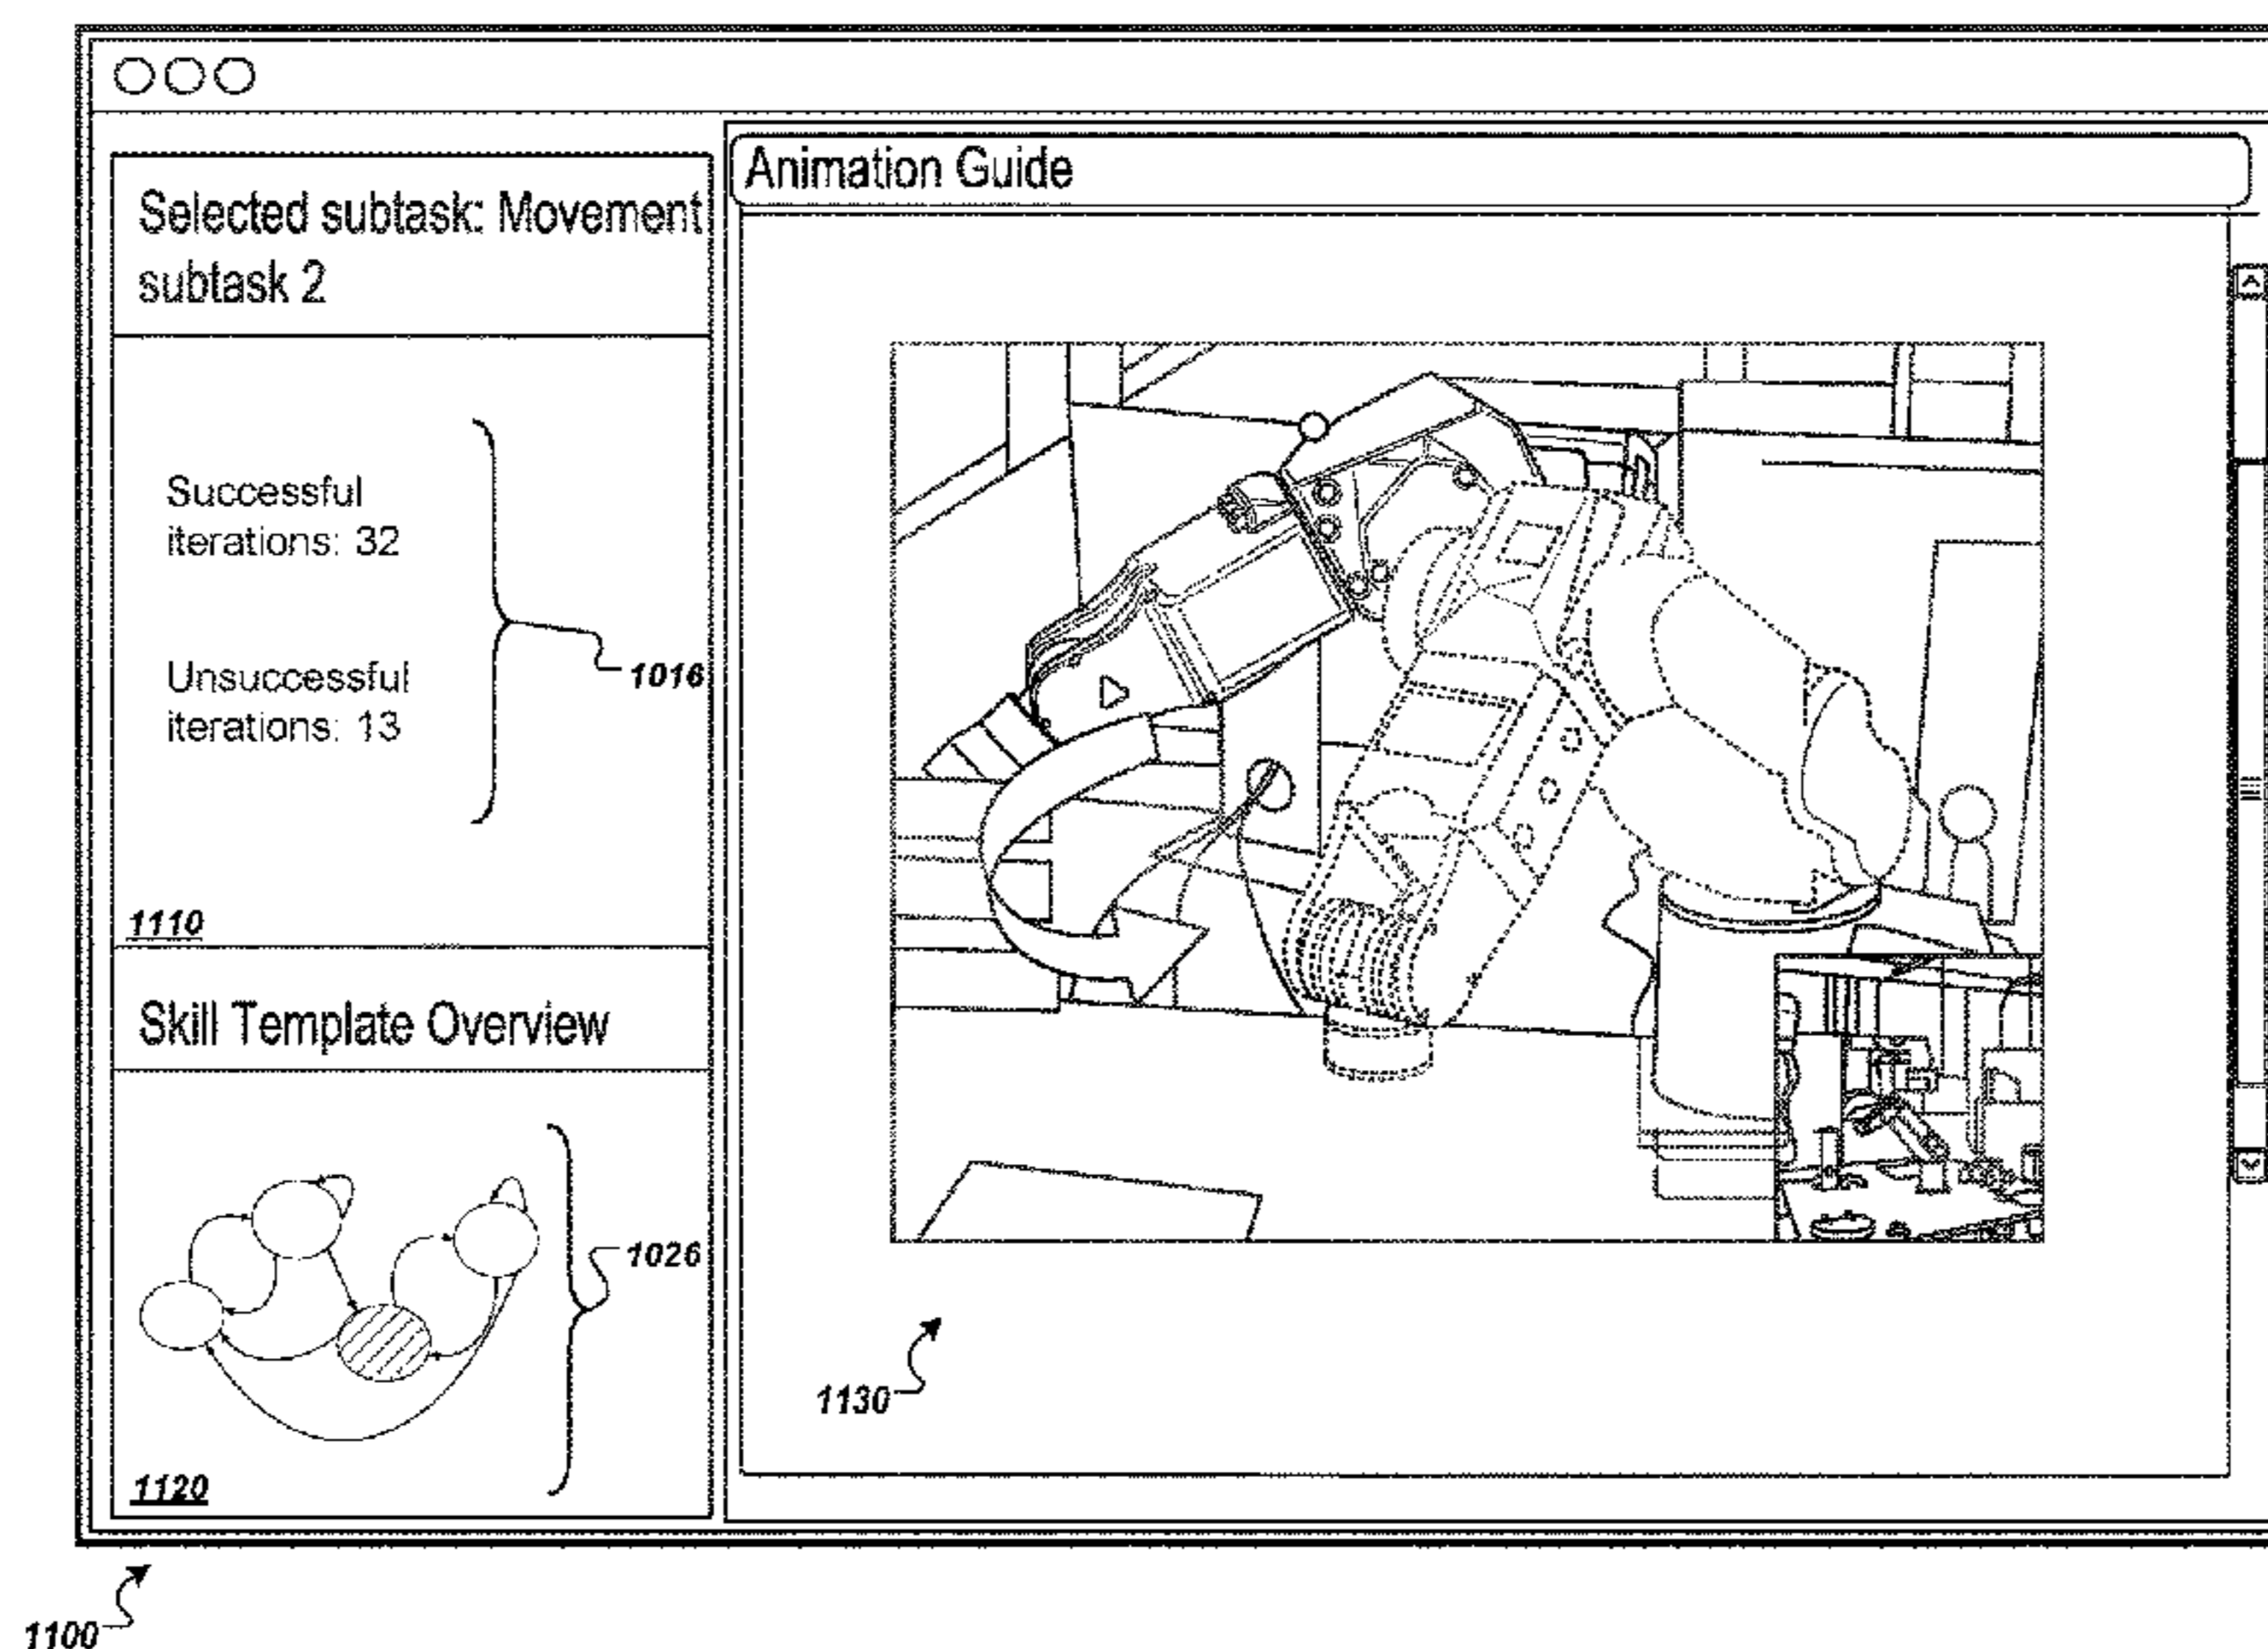 Selected subtask: Movement
subtask 2
Successful
iterations: 32
Unsuccessful
iterations: 13
1016
1110
Skill Template Overview
1026
1120
Animation Guide
1130
1100